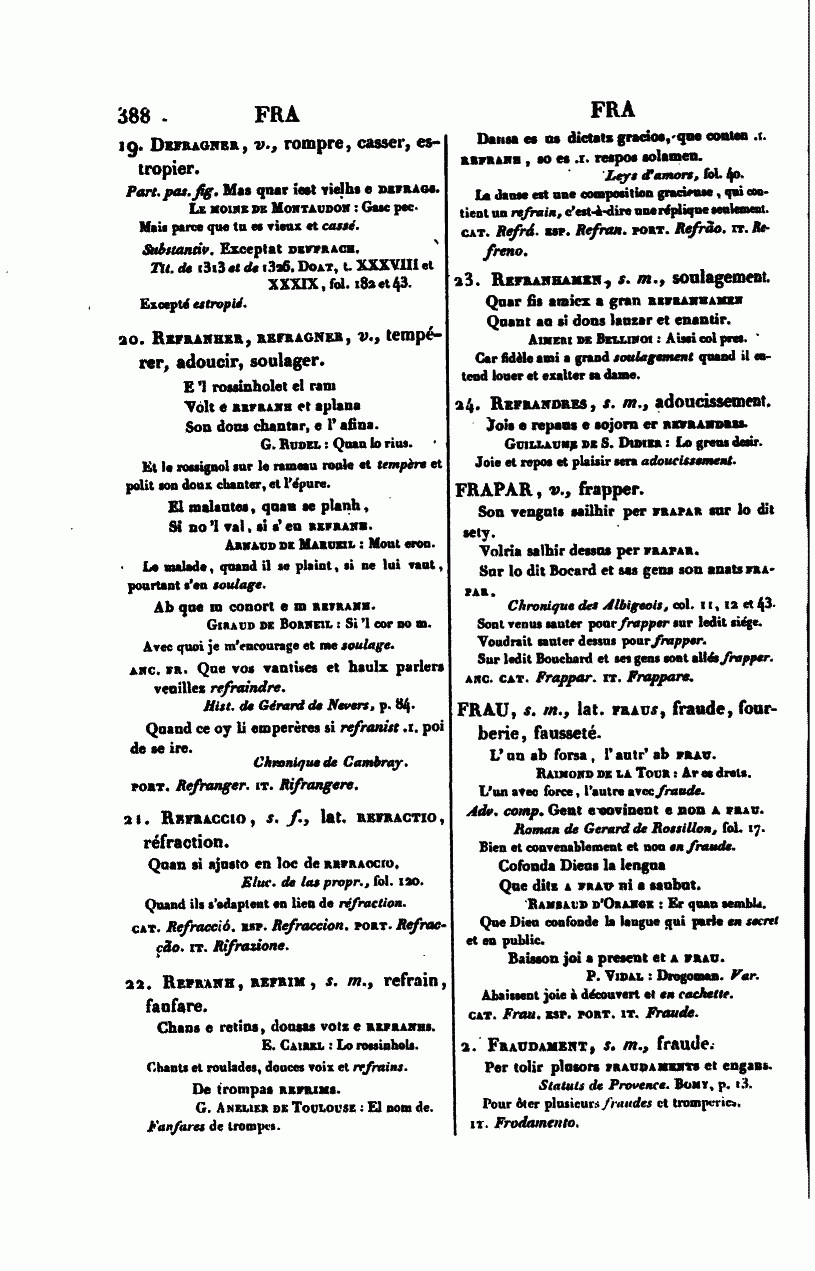 388 . FRA
19. DEFRAGNER, v., rompre, casser, es-
tropier.
Part. pas. fig. Mas quar iest vielhs e DEFRAGS.
LE MOINE DE MONTAUDON : Gasc pec.
Mais parce que tu es vieux et cassé.
Substantiv. Exceptat DEFFRACH.
Tit. de 1313 et de 1326. DOAT, t. XXXVIII et
XXXIX, fol. 182 et 43.
Excepté estropié.
20. REFRANHER, REFRAGNER, v., tempé-
rer, adoucir, soulager.
E 'l rossinholet el ram
Volt e REFRANH et aplana
Son dous chantar, e l' afina.
G. RUDEL : Quan lo rius.
Et le rossignol sur le rameau roule et tempère et
polit son doux chanter, et l'épure.
El malautes, quan se planh,
Si no 'l val, si s' en REFRANH.
ARNAUD DE MARUEIL : Mout eron.
Le malade, quand il se plaint, si ne lui vaut,
pourtant s'en soulage.
Ab que m conort e m REFRANH.
GIRAUD DE BORNEIL : Si 'l cor no m.
Avec quoi je m'encourage et me soulage.
ANC. FR. Que vos vantises et haulx parlers
veuillez refraindre.
Hist. de Gérard de Nevers, p. 84.
Quand ce oy li emperères si refranist .I. poi
de se ire.
Chronique de Cambray.
PORT. Refranger. IT. Rifrangere.
21. REFRACCIO, s. f., lat. REFRACTIO,
réfraction.
Quan si ajusto en loc de REFRACCIO.
Eluc. de las propr., fol. 120.
Quand ils s'adaptent en lieu de réfraction.
CAT. Refracció. ESP. Refraccion. PORT. Refrac-
ção. IT. Rifrazione.
22. REFRANH, REFRIM, s. m., refrain,
fanfare.
Chans e retins, doussas votz e REFRANHS.
E. CAIREL : Lo rossinhols.
Chants et roulades, douces voix et refrains.
De trompas REFRIMS.
G. ANELIER DE TOULOUSE : El nom de.
Fanfares de trompes.
FRA
Dansa es us dictatz gracios, que conten .I.
REFRANH, so es .I. respos solamen.
Leys d'amors, fol. 40.
La danse est une composition gracieuse, qui con-
tient un refrain, c'est-à-dire une réplique seulement.
CAT. Refrá. ESP. Refran. PORT. Refrão. IT. Re-
freno.
23. REFRANHAMEN, s. m., soulagement.
Quar fis amicx a gran REFRANHAMEN
Quant au si dons lauzar et enantir.
AIMERI DE BELLINOI : Aissi col pres.
Car fidèle ami a grand soulagement quand il en-
tend louer et exalter sa dame.
24. REFRANDRES, s. m., adoucissement.
Jois e repaus e sojorn er REFRANDRES.
GUILLAUME DE S. DIDIER : Lo greus desir.
Joie et repos et plaisir sera adoucissement.
FRAPAR, v., frapper.
Son venguts sailhir per FRAPAR sur lo dit
sety.
Volria salhir dessus per FRAPAR.
Sur lo dit Bocard et sas gens son anats FRA-
PAR.
Chronique des Albigeois, col. 11, 12 et 43.
Sont venus sauter pour frapper sur ledit siége.
Voudrait sauter dessus pour frapper.
Sur ledit Bouchard et ses gens sont allés frapper.
ANC. CAT. Frappar. IT. Frappare.
FRAU, s. m., lat. FRAUS, fraude, four-
berie, fausseté.
L' un ab forsa, l' autr' ab FRAU.
RAIMOND DE LA TOUR : Ar es drets.
L'un avec force, l'autre avec fraude.
Adv. comp. Gent e covinent e non A FRAU.
Roman de Gerard de Rossillon, fol. 17.
Bien et convenablement et non en fraude.
Cofonda Dieus la lengua
Que ditz A FRAU ni a saubut.
RAMBAUD D'ORANGE : Er quan sembla.
Que Dieu confonde la langue qui parle en secret
et en public.
Baisson joi a present et A FRAU.
P. VIDAL : Drogoman. Var.
Abaissent joie à découvert et en cachette.
CAT. Frau. ESP. PORT. IT. Fraude.
2. FRAUDAMENT, s. m., fraude.
Per tolir plusors FRAUDAMENTS et engans.
Statuts de Provence. BOMY, p. 13.
Pour ôter plusieurs fraudes et tromperies.
IT. Frodamento.